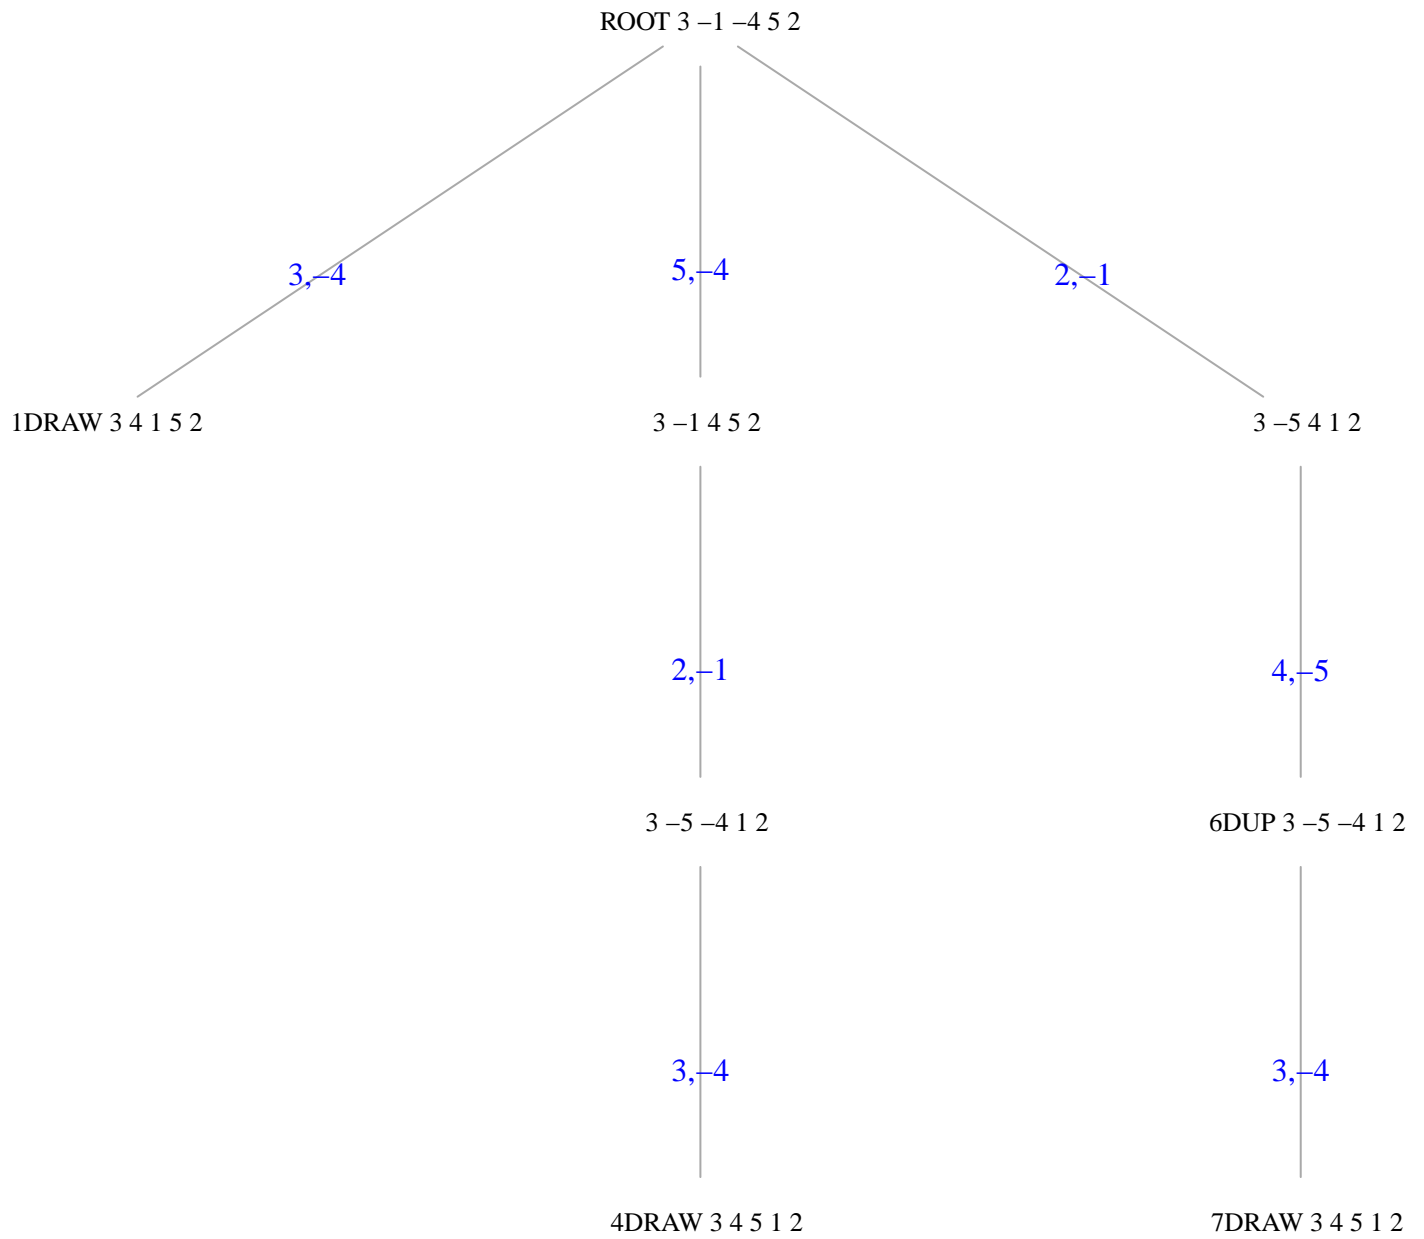 ROOT 3 –1 –4 5 2
3,–4
5,–4
2,–1
1DRAW 3 4 1 5 2
3 –1 4 5 2
3 –5 4 1 2
2,–1
4,–5
3 –5 –4 1 2
6DUP 3 –5 –4 1 2
3,–4
3,–4
4DRAW 3 4 5 1 2
7DRAW 3 4 5 1 2